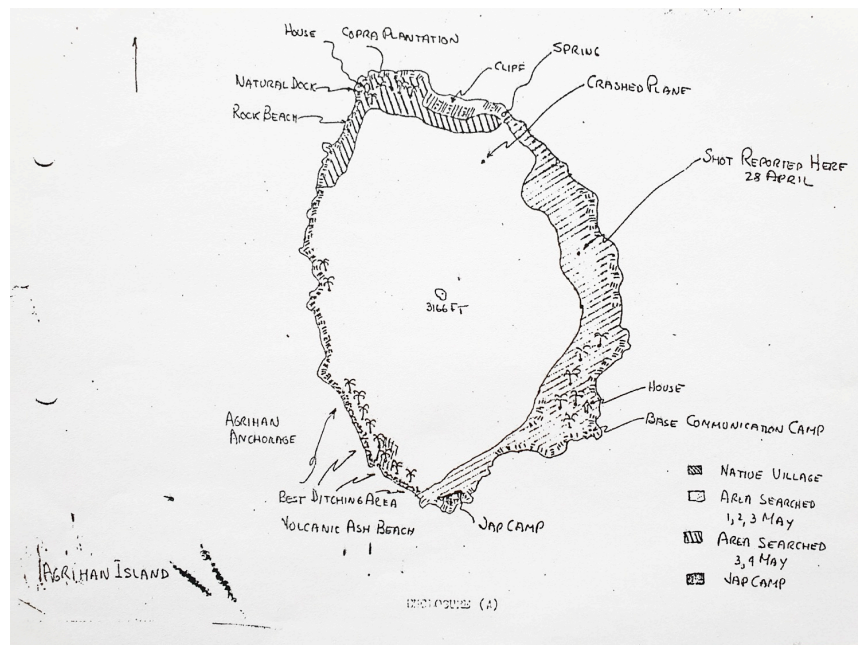 HOUSE
COPRA PLANTATION
CLIFF
SPRING
NATURAL DOCK
CRASHED PLANE
ROCK BEACH
SHOT REPORTED HERE
28 APRIL
3166 FT
HOUSE
AGRIHAN
ANCHORAGE
BASE COMMUNICATION CAMP
BEST DITCHING AREA
VOLCANIC ASH BEACH
JAP CAMP
NATIVE VILLAGE
AREA SEARCHED
1, 2, 3 MAY
AREA SEARCHED
3, 4 MAY
JAP CAMP
AGRIHAN ISLAND
ENCLOSURE (A)